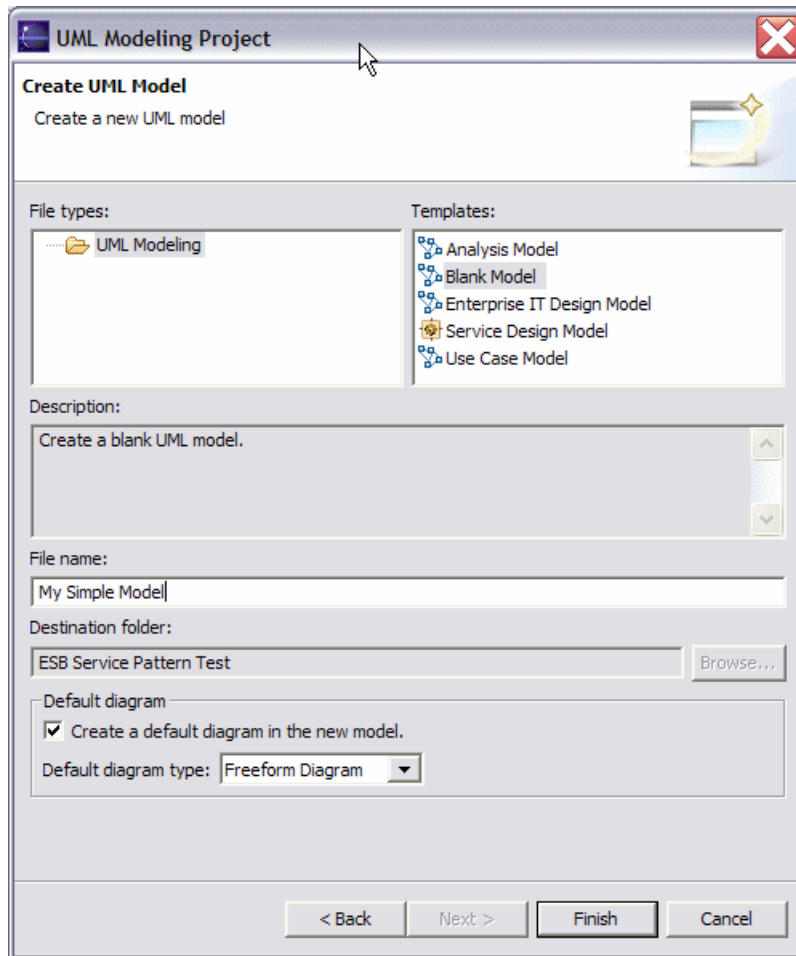 UML Modeling Project
Create UML Model
Create a new UML model
File types:
UML Modeling
Templates:
Analysis Model
Blank Model
Enterprise IT Design Model
Service Design Model
Use Case Model
Description:
Create a blank UML model.
File name:
My Simple Model
Destination folder:
ESB Service Pattern Test
Browse...
Default diagram
Create a default diagram in the new model.
Default diagram type: Freeform Diagram
< Back Next > Finish Cancel